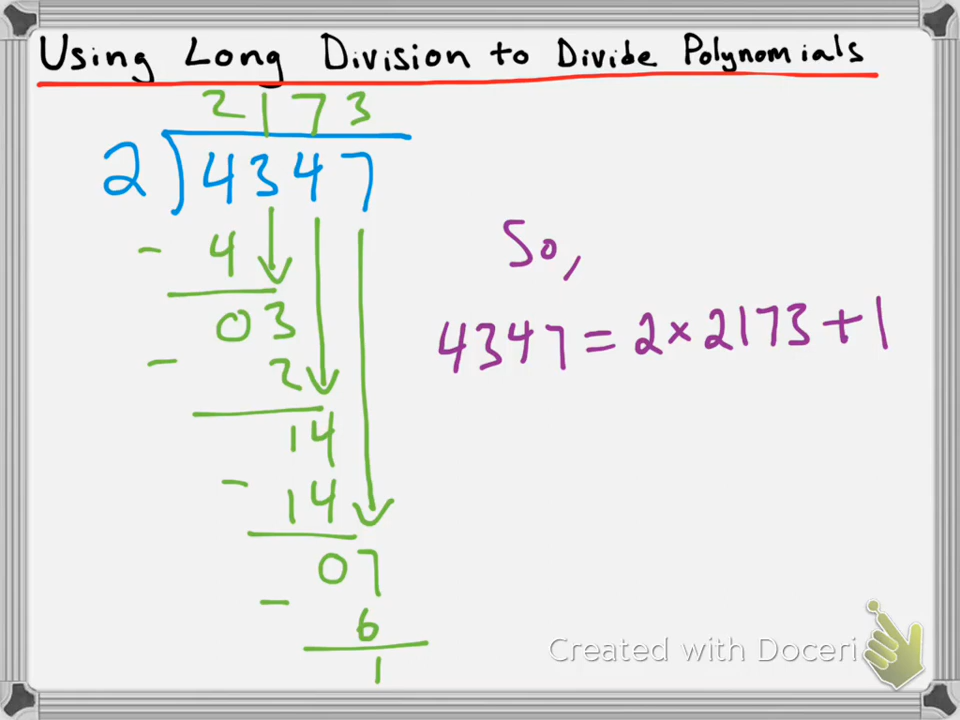 Using Long Division to Divide Polynomials
2173
2)4347
- 4
03
- 2
14
- 14
07
- 6
1
So,
4347 = 2 × 2173 + 1
Created with Doceri